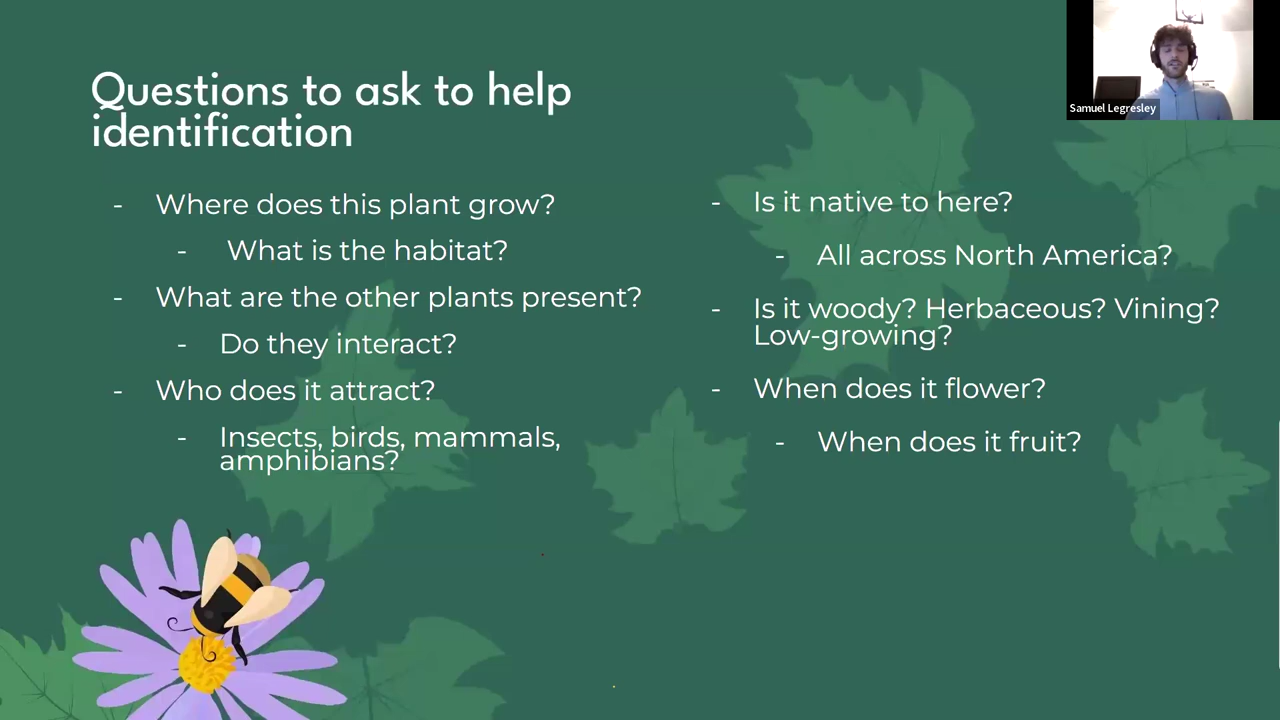 Questions to ask to help
identification
- Where does this plant grow?
- What is the habitat?
- What are the other plants present?
- Do they interact?
- Who does it attract?
- Insects, birds, mammals,
amphibians?
- Is it native to here?
- All across North America?
- Is it woody? Herbaceous? Vining?
Low-growing?
- When does it flower?
- When does it fruit?
Samuel Legresley